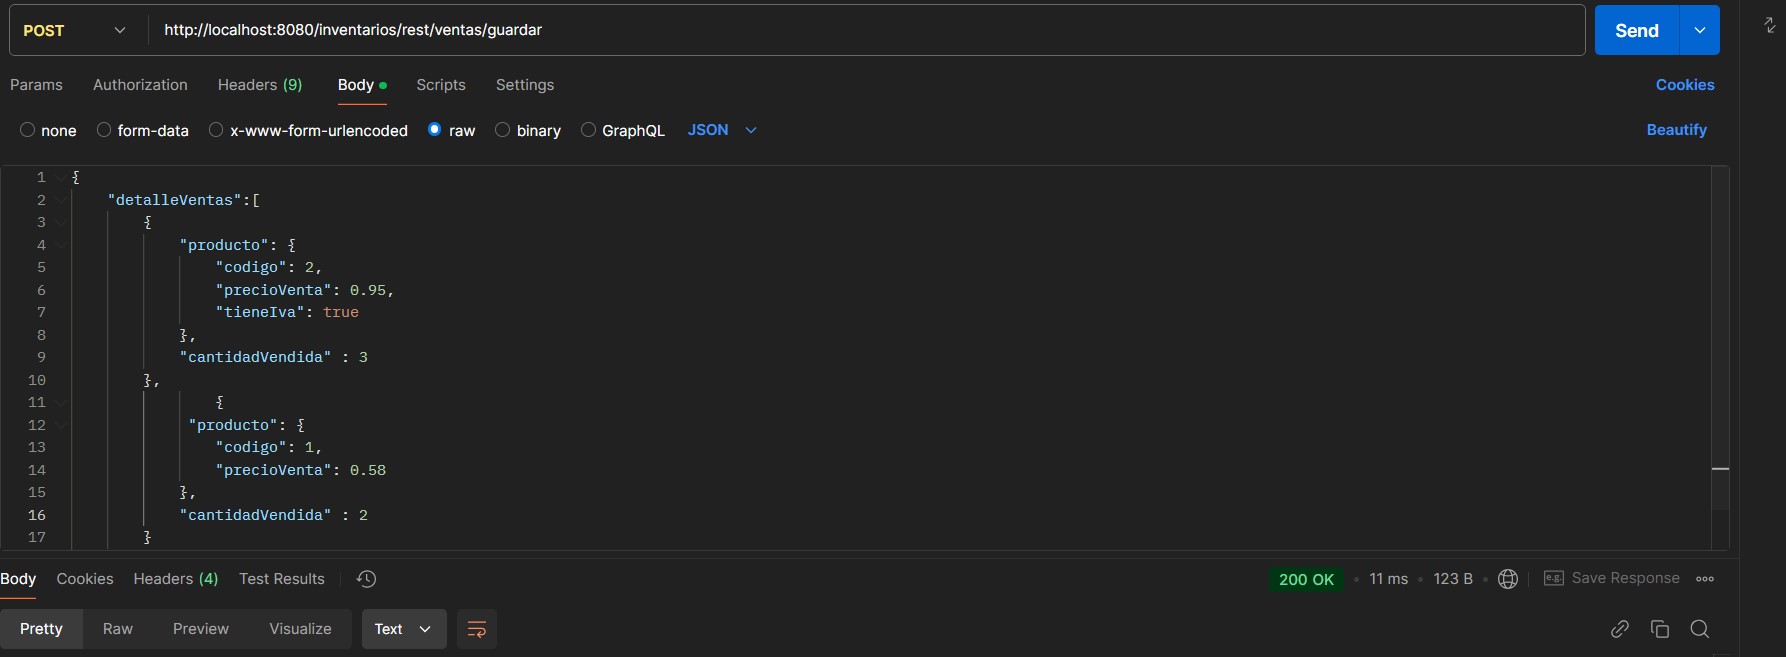 POST http://localhost:8080/inventarios/rest/ventas/guardar Send
Params Authorization Headers (9) Body Scripts Settings Cookies
none form-data x-www-form-urlencoded raw binary GraphQL JSON Beautify
1 {
2 "detalleVentas":[
3 {
4 "producto": {
5 "codigo": 2,
6 "precioVenta": 0.95,
7 "tieneIva": true
8 },
9 "cantidadVendida" : 3
10 },
11 {
12 "producto": {
13 "codigo": 1,
14 "precioVenta": 0.58
15 },
16 "cantidadVendida" : 2
17 }
Body Cookies Headers (4) Test Results 200 OK • 11 ms • 123 B • e.g. Save Response
Pretty Raw Preview Visualize Text